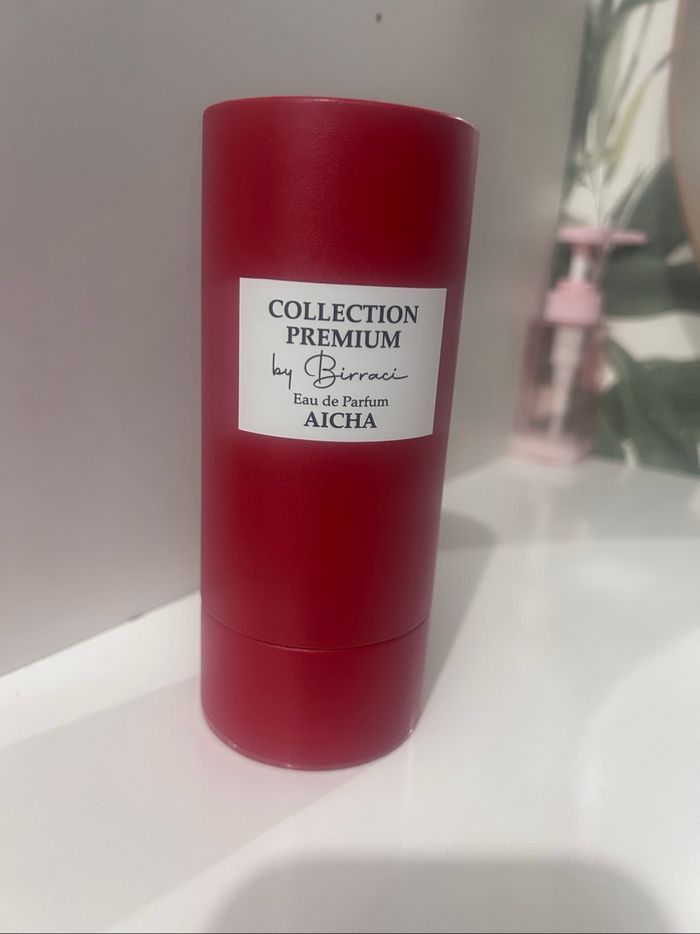 COLLECTION
PREMIUM
by Birraci
Eau de Parfum
AICHA